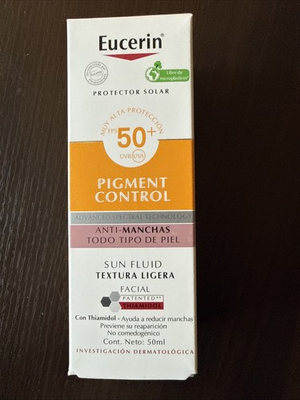 Eucerin®
Libre de
microplásticos
PROTECTOR SOLAR
MUY ALTA PROTECCIÓN
FPS
50+
UVB UVA
PIGMENT
CONTROL
ADVANCED SPECTRAL TECHNOLOGY
ANTI-MANCHAS
TODO TIPO DE PIEL
SUN FLUID
TEXTURA LIGERA
FACIAL
PATENTED**
THIAMIDOL
Con Thiamidol - Ayuda a reducir manchas
Previene su reaparición
No comedogénico
Cont. Neto: 50ml
INVESTIGACIÓN DERMATOLÓGICA